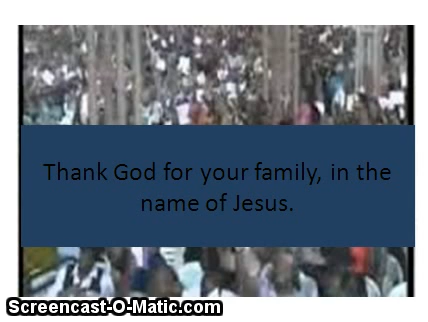 Thank God for your family, in the
name of Jesus.
Screencast-O-Matic.com